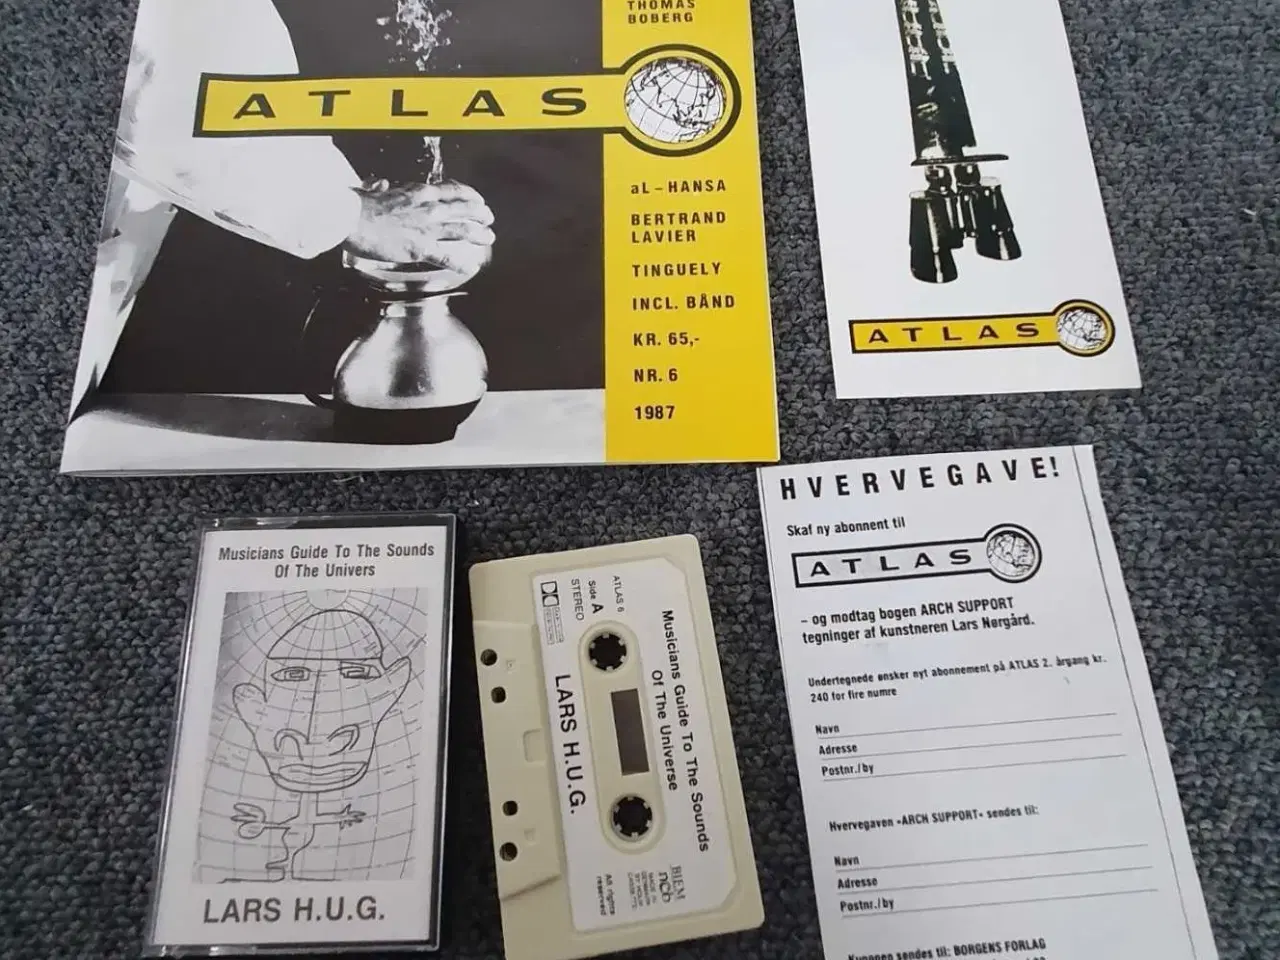 THOMAS
BOBERG
ATLAS
aL-HANSA
BERTRAND
LAVIER
TINGUELY
INCL. BÅND
KR. 65,-
NR. 6
1987
ATLAS
HVERVEGAVE!
Skaf ny abonnent til
ATLAS
- og modtag bogen ARCH SUPPORT
tegninger af kunstneren Lars Nørgård.
Undertegnede ønsker nyt abonnement på ATLAS 2. årgang kr.
240 for fire numre
Navn
Adresse
Postnr./by
Hvervegaven «ARCH SUPPORT» sendes til:
Navn
Adresse
Postnr./by
Kuponen sendes til: BORGENS FORLAG
Musicians Guide To The Sounds
Of The Univers
LARS H.U.G.
Musicians Guide To The Sounds
Of The Universe
ATLAS 6
Side A
STEREO
LARS H.U.G.
BIEM
ncb
All rights
reserved